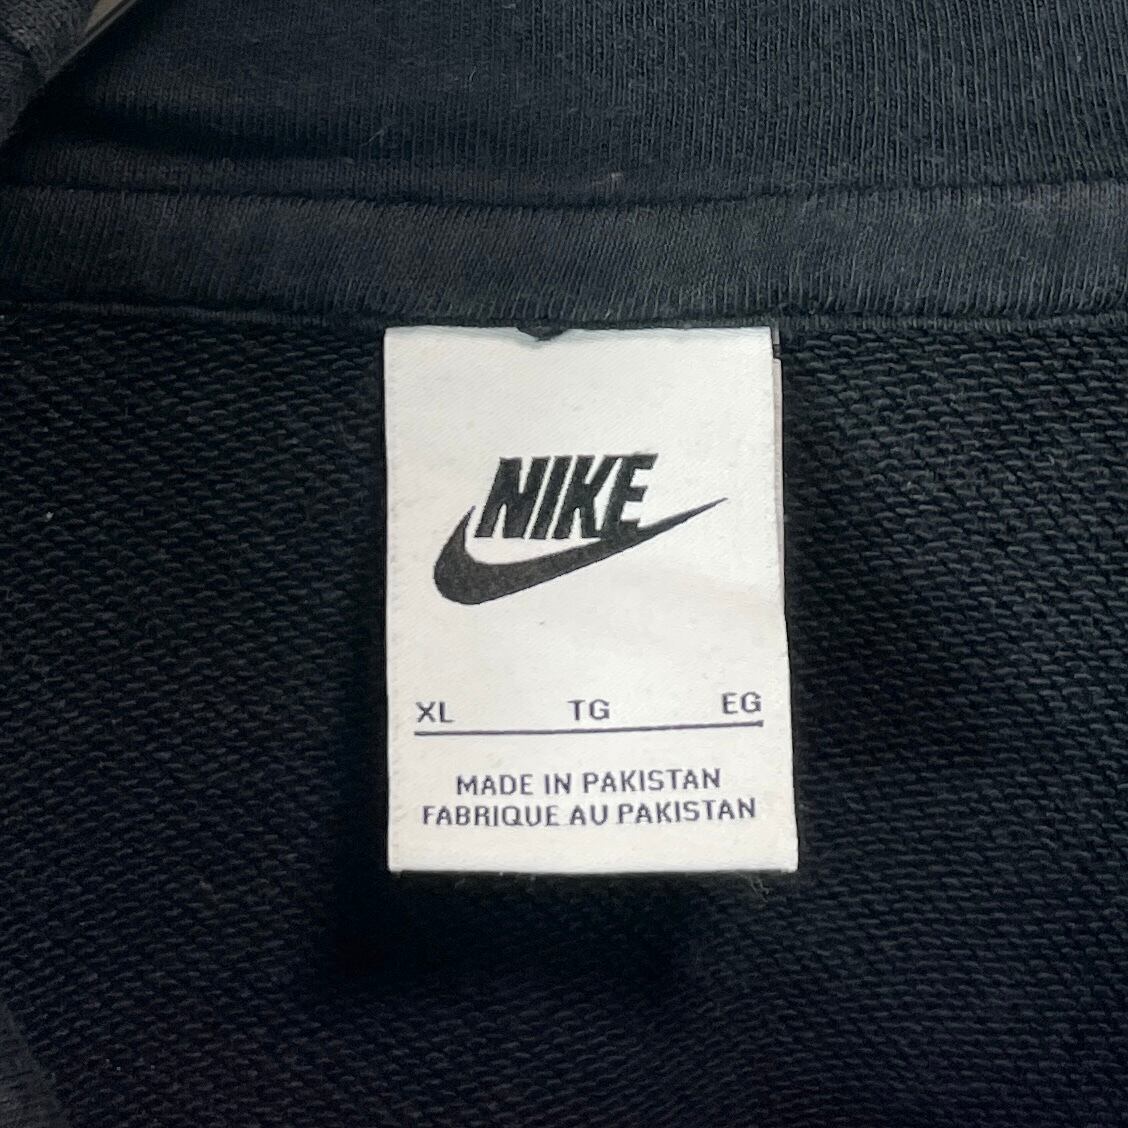 NIKE
XL TG EG
MADE IN PAKISTAN
FABRIQUE AU PAKISTAN